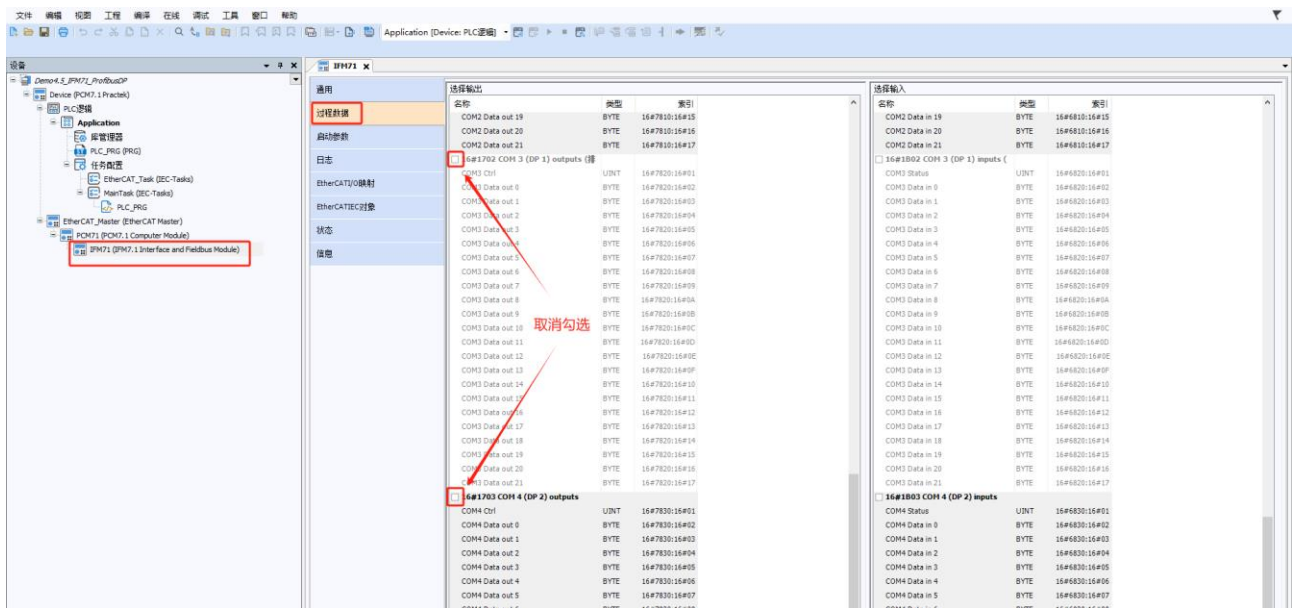 文件 编辑 视图 工程 编译 在线 调试 工具 窗口 帮助
Application [Device: PLC逻辑]
设备
IFM71
Demo4.5_IFM71_ProfibusDP
Device (PCM7.1 Practek)
PLC逻辑
Application
库管理器
PLC_PRG (PRG)
任务配置
EtherCAT_Task (IEC-Tasks)
MainTask (IEC-Tasks)
PLC_PRG
EtherCAT_Master (EtherCAT Master)
PCM71 (PCM7.1 Computer Module)
IFM71 (IFM7.1 Interface and Fieldbus Module)
通用
过程数据
启动参数
日志
EtherCATI/O映射
EtherCATIEC对象
状态
信息
选择输出
名称 类型 索引
COM2 Data out 19 BYTE 16#7810:16#15
COM2 Data out 20 BYTE 16#7810:16#16
COM2 Data out 21 BYTE 16#7810:16#17
16#1702 COM 3 (DP 1) outputs (排
COM3 Ctrl UINT 16#7820:16#01
COM3 Data out 0 BYTE 16#7820:16#02
COM3 Data out 1 BYTE 16#7820:16#03
COM3 Data out 2 BYTE 16#7820:16#04
COM3 Data out 3 BYTE 16#7820:16#05
COM3 Data out 4 BYTE 16#7820:16#06
COM3 Data out 5 BYTE 16#7820:16#07
COM3 Data out 6 BYTE 16#7820:16#08
COM3 Data out 7 BYTE 16#7820:16#09
COM3 Data out 8 BYTE 16#7820:16#0A
COM3 Data out 9 BYTE 16#7820:16#0B
COM3 Data out 10 BYTE 16#7820:16#0C
取消勾选
COM3 Data out 11 BYTE 16#7820:16#0D
COM3 Data out 12 BYTE 16#7820:16#0E
COM3 Data out 13 BYTE 16#7820:16#0F
COM3 Data out 14 BYTE 16#7820:16#10
COM3 Data out 15 BYTE 16#7820:16#11
COM3 Data out 16 BYTE 16#7820:16#12
COM3 Data out 17 BYTE 16#7820:16#13
COM3 Data out 18 BYTE 16#7820:16#14
COM3 Data out 19 BYTE 16#7820:16#15
COM3 Data out 20 BYTE 16#7820:16#16
COM3 Data out 21 BYTE 16#7820:16#17
16#1703 COM 4 (DP 2) outputs
COM4 Ctrl UINT 16#7830:16#01
COM4 Data out 0 BYTE 16#7830:16#02
COM4 Data out 1 BYTE 16#7830:16#03
COM4 Data out 2 BYTE 16#7830:16#04
COM4 Data out 3 BYTE 16#7830:16#05
COM4 Data out 4 BYTE 16#7830:16#06
COM4 Data out 5 BYTE 16#7830:16#07
选择输入
名称 类型 索引
COM2 Data in 19 BYTE 16#6810:16#15
COM2 Data in 20 BYTE 16#6810:16#16
COM2 Data in 21 BYTE 16#6810:16#17
16#1B02 COM 3 (DP 1) inputs (
COM3 Status UINT 16#6820:16#01
COM3 Data in 0 BYTE 16#6820:16#02
COM3 Data in 1 BYTE 16#6820:16#03
COM3 Data in 2 BYTE 16#6820:16#04
COM3 Data in 3 BYTE 16#6820:16#05
COM3 Data in 4 BYTE 16#6820:16#06
COM3 Data in 5 BYTE 16#6820:16#07
COM3 Data in 6 BYTE 16#6820:16#08
COM3 Data in 7 BYTE 16#6820:16#09
COM3 Data in 8 BYTE 16#6820:16#0A
COM3 Data in 9 BYTE 16#6820:16#0B
COM3 Data in 10 BYTE 16#6820:16#0C
COM3 Data in 11 BYTE 16#6820:16#0D
COM3 Data in 12 BYTE 16#6820:16#0E
COM3 Data in 13 BYTE 16#6820:16#0F
COM3 Data in 14 BYTE 16#6820:16#10
COM3 Data in 15 BYTE 16#6820:16#11
COM3 Data in 16 BYTE 16#6820:16#12
COM3 Data in 17 BYTE 16#6820:16#13
COM3 Data in 18 BYTE 16#6820:16#14
COM3 Data in 19 BYTE 16#6820:16#15
COM3 Data in 20 BYTE 16#6820:16#16
COM3 Data in 21 BYTE 16#6820:16#17
16#1B03 COM 4 (DP 2) inputs
COM4 Status UINT 16#6830:16#01
COM4 Data in 0 BYTE 16#6830:16#02
COM4 Data in 1 BYTE 16#6830:16#03
COM4 Data in 2 BYTE 16#6830:16#04
COM4 Data in 3 BYTE 16#6830:16#05
COM4 Data in 4 BYTE 16#6830:16#06
COM4 Data in 5 BYTE 16#6830:16#07